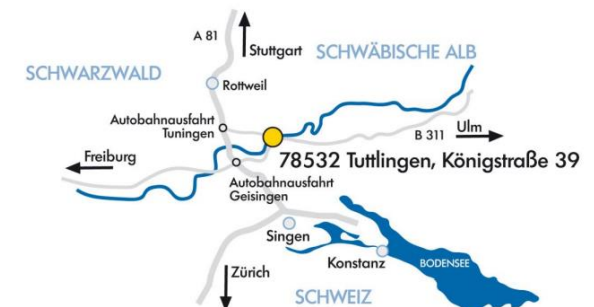 A 81
Stuttgart
SCHWÄBISCHE ALB
SCHWARZWALD
Rottweil
Autobahnausfahrt
Tuningen
B 311
Ulm
Freiburg
78532 Tuttlingen, Königstraße 39
Autobahnausfahrt
Geisingen
Singen
Konstanz
BODENSEE
Zürich
SCHWEIZ